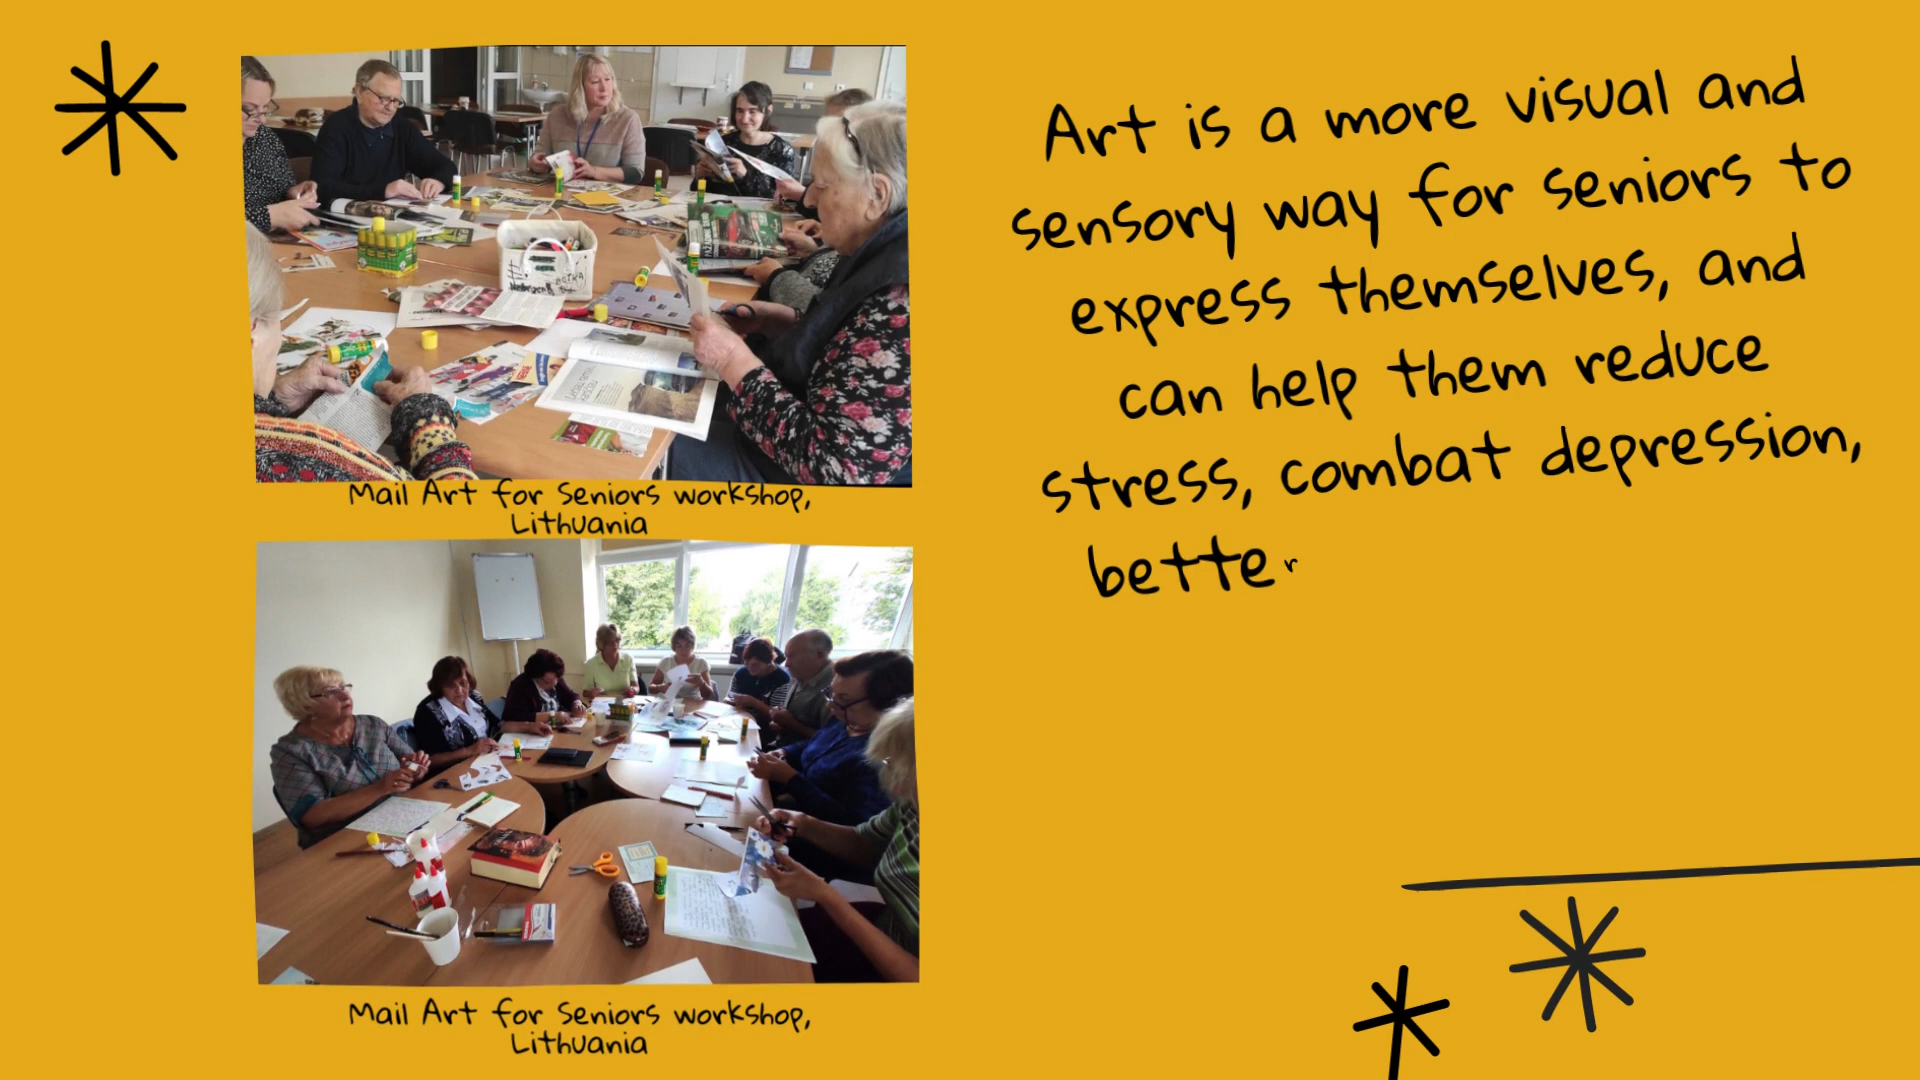 Mail Art for Seniors workshop,
Lithuania
Mail Art for Seniors workshop,
Lithuania
Art is a more visual and
sensory way for seniors to
express themselves, and
can help them reduce
stress, combat depression,
better